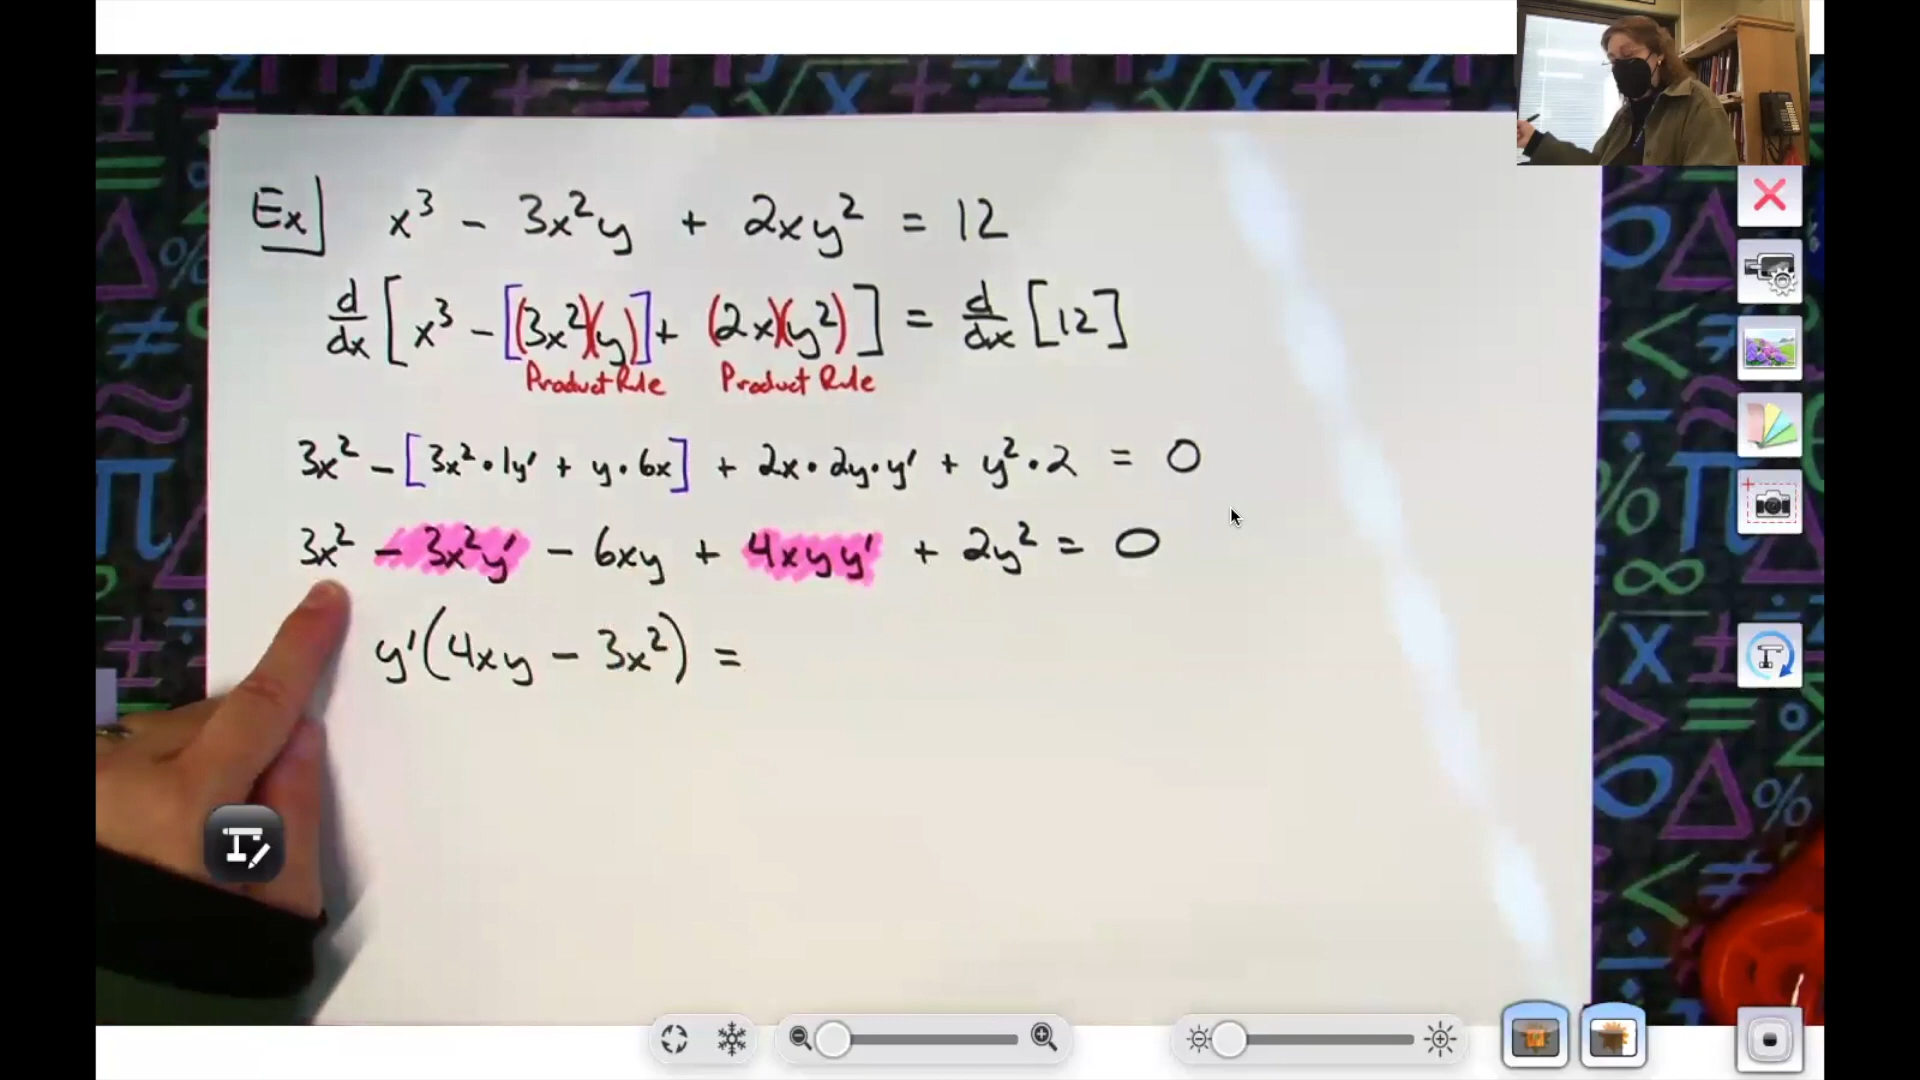 Ex] x³ - 3x²y + 2xy² = 12
d/dx [x³ - [(3x²)(y)] + (2x)(y²)] = d/dx [12]
Product Rule Product Rule
3x² - [3x² • 1y' + y • 6x] + 2x • 2y • y' + y² • 2 = 0
3x² - 3x²y' - 6xy + 4xyy' + 2y² = 0
y'(4xy - 3x²) =